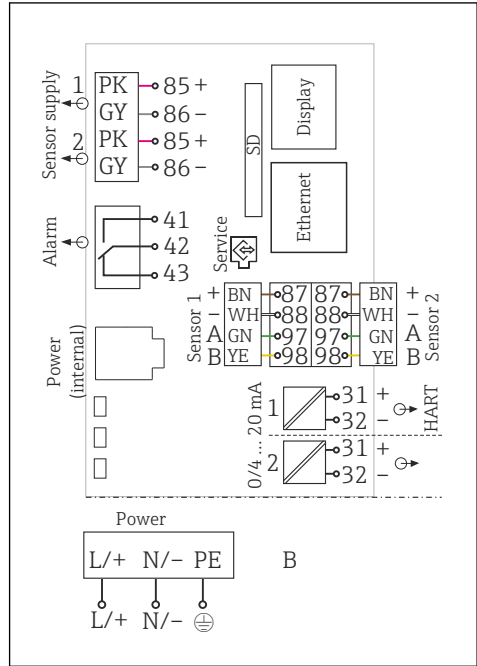 Sensor supply
1 PK 85 +
GY 86 -
2 PK 85 +
GY 86 -
Display
SD
Ethernet
Alarm
41
42
43
Service
Power
(internal)
Sensor 1
+ BN 87 87 BN +
- WH 88 88 WH -
A GN 97 97 GN A
B YE 98 98 YE B
Sensor 2
0/4 ... 20 mA
1 31 +
32 -
HART
2 31 +
32 -
Power
L/+ N/- PE
B
L/+ N/-